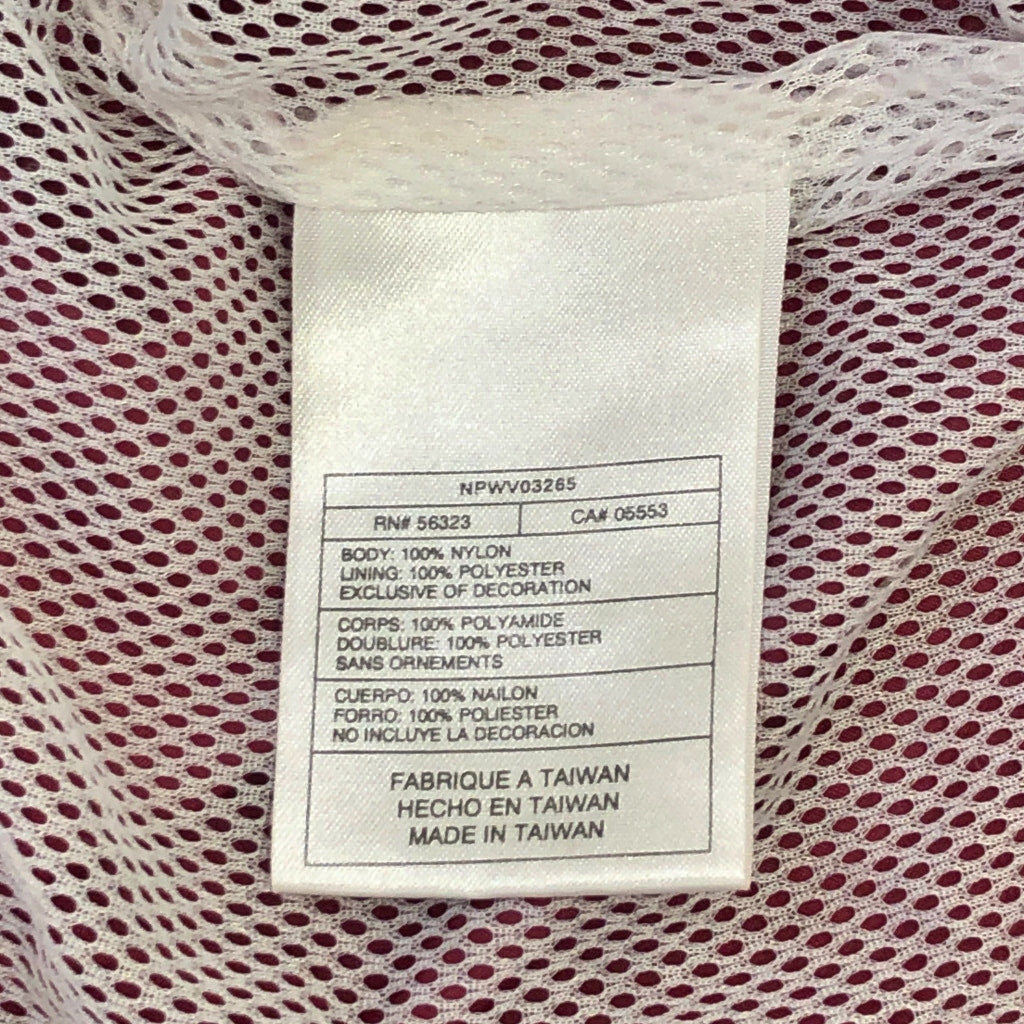 NPWV03265
RN# 56323 CA# 05553
BODY: 100% NYLON
LINING: 100% POLYESTER
EXCLUSIVE OF DECORATION
CORPS: 100% POLYAMIDE
DOUBLURE: 100% POLYESTER
SANS ORNEMENTS
CUERPO: 100% NAILON
FORRO: 100% POLIESTER
NO INCLUYE LA DECORACION
FABRIQUE A TAIWAN
HECHO EN TAIWAN
MADE IN TAIWAN